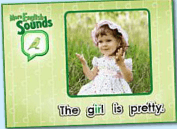 More English
Sounds
The girl is pretty.